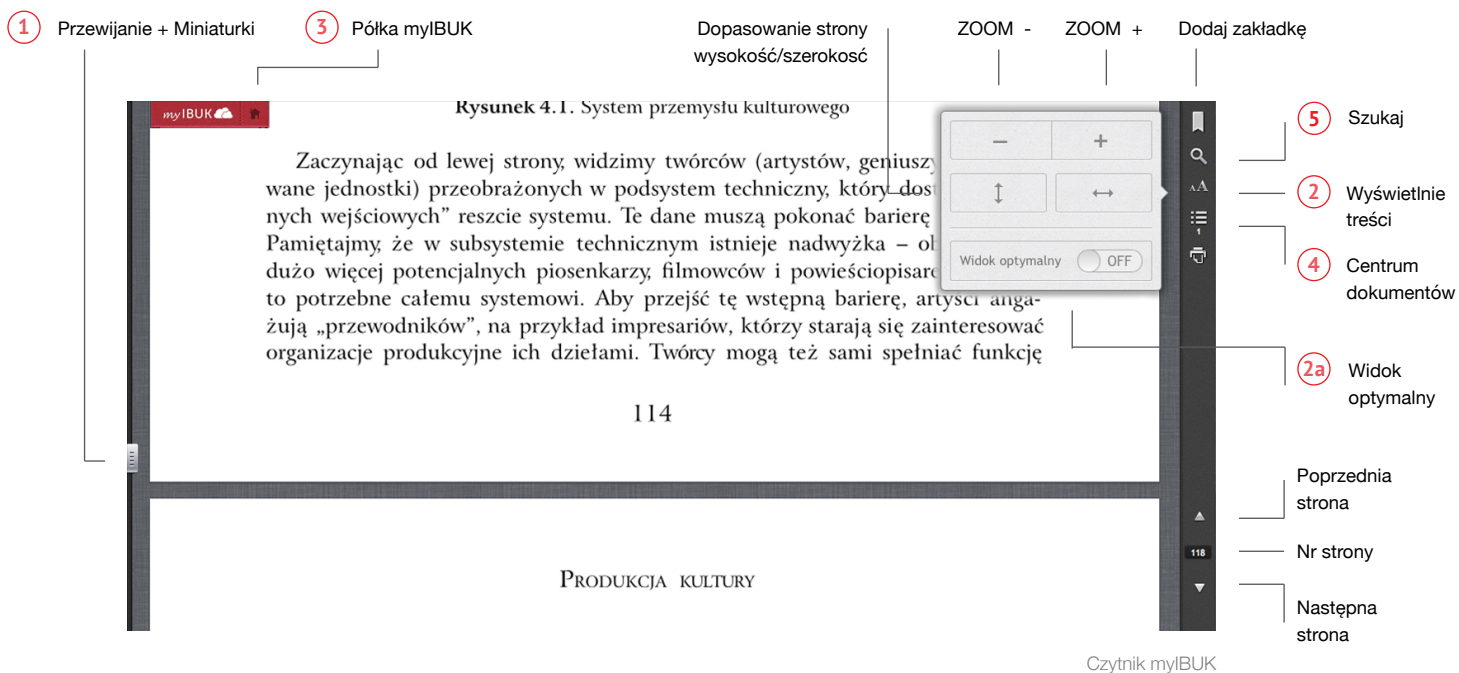 1 Przewijanie + Miniaturki
3 Półka myIBUK
Dopasowanie strony
wysokość/szerokosć
ZOOM -
ZOOM +
Dodaj zakładkę
myIBUK
Rysunek 4.1. System przemysłu kulturowego
Zaczynając od lewej strony, widzimy twórców (artystów, geniuszy
wane jednostki) przeobrażonych w podsystem techniczny, który dos
nych wejściowych” reszcie systemu. Te dane muszą pokonać barierę
Pamiętajmy, że w subsystemie technicznym istnieje nadwyżka – o
dużo więcej potencjalnych piosenkarzy, filmowców i powieściopisare
to potrzebne całemu systemowi. Aby przejść tę wstępną barierę, artyści anga-
żują „przewodników”, na przykład impresariów, którzy starają się zainteresować
organizacje produkcyjne ich dziełami. Twórcy mogą też sami spełniać funkcję
114
Produkcja kultury
− +
Widok optymalny OFF
AA
1
118
5 Szukaj
2 Wyświetlnie
treści
4 Centrum
dokumentów
2a Widok
optymalny
Poprzednia
strona
Nr strony
Następna
strona
Czytnik myIBUK